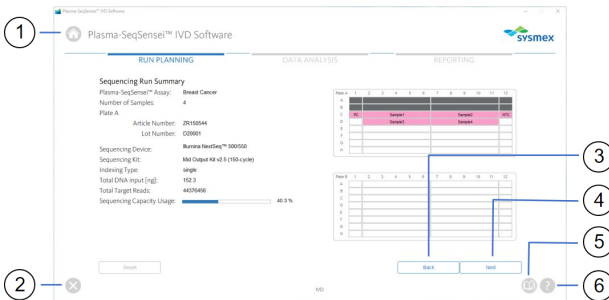 Plasma-SeqSensei™ IVD Software
1
Plasma-SeqSensei™ IVD Software
sysmex
RUN PLANNING
DATA ANALYSIS
REPORTING
Sequencing Run Summary
Plasma-SeqSensei™ Assay: Breast Cancer
Number of Samples: 4
Plate A
Article Number: ZR150544
Lot Number: D20001
Sequencing Device: Illumina NextSeq™ 500/550
Sequencing Kit: Mid Output Kit v2.5 (150-cycle)
Indexing Type: single
Total DNA input [ng]: 152.3
Total Target Reads: 44376456
Sequencing Capacity Usage: 40.3 %
Plate A 1 2 3 4 5 6 7 8 9 10 11 12
A
B
C PC Sample1 Sample2 NTC
D Sample3 Sample4
E
F
G
H
Plate B 1 2 3 4 5 6 7 8 9 10 11 12
A
B
C
D
E
F
G
H
3
4
5
Reset
Back
Next
2
M3
?
6